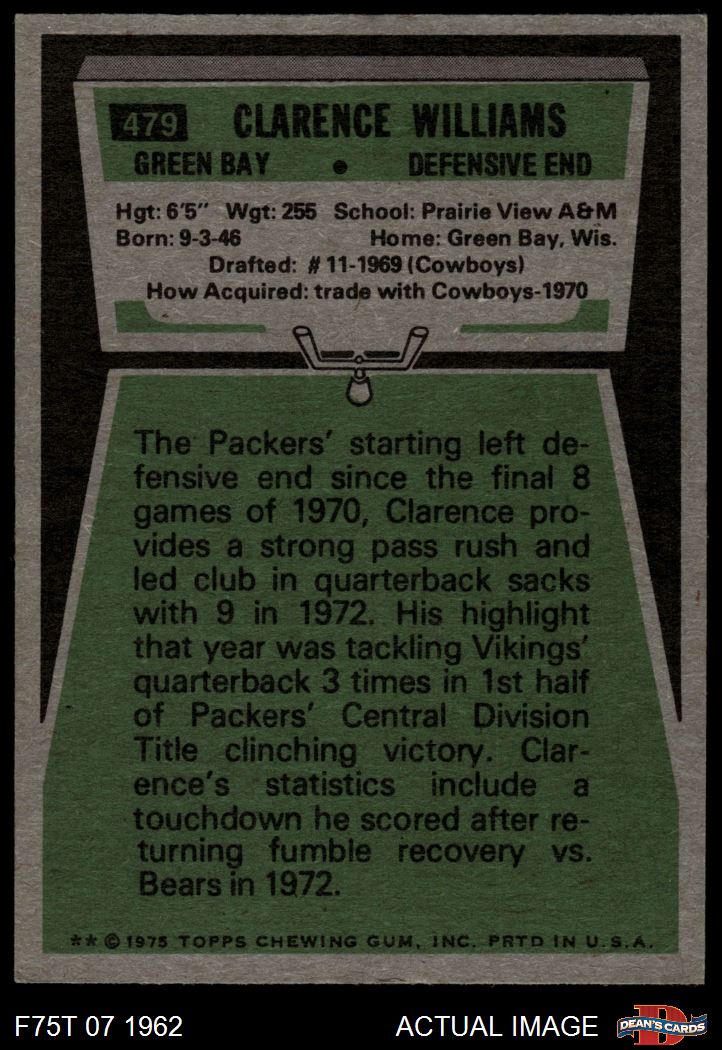 479 CLARENCE WILLIAMS
GREEN BAY • DEFENSIVE END
Hgt: 6'5" Wgt: 255 School: Prairie View A&M
Born: 9-3-46 Home: Green Bay, Wis.
Drafted: #11-1969 (Cowboys)
How Acquired: trade with Cowboys-1970
The Packers' starting left de-
fensive end since the final 8
games of 1970, Clarence pro-
vides a strong pass rush and
led club in quarterback sacks
with 9 in 1972. His highlight
that year was tackling Vikings'
quarterback 3 times in 1st half
of Packers' Central Division
Title clinching victory. Clar-
ence's statistics include a
touchdown he scored after re-
turning fumble recovery vs.
Bears in 1972.
** © 1975 TOPPS CHEWING GUM, INC. PRTD IN U.S.A.
F75T 07 1962 ACTUAL IMAGE D DEAN'S CARDS